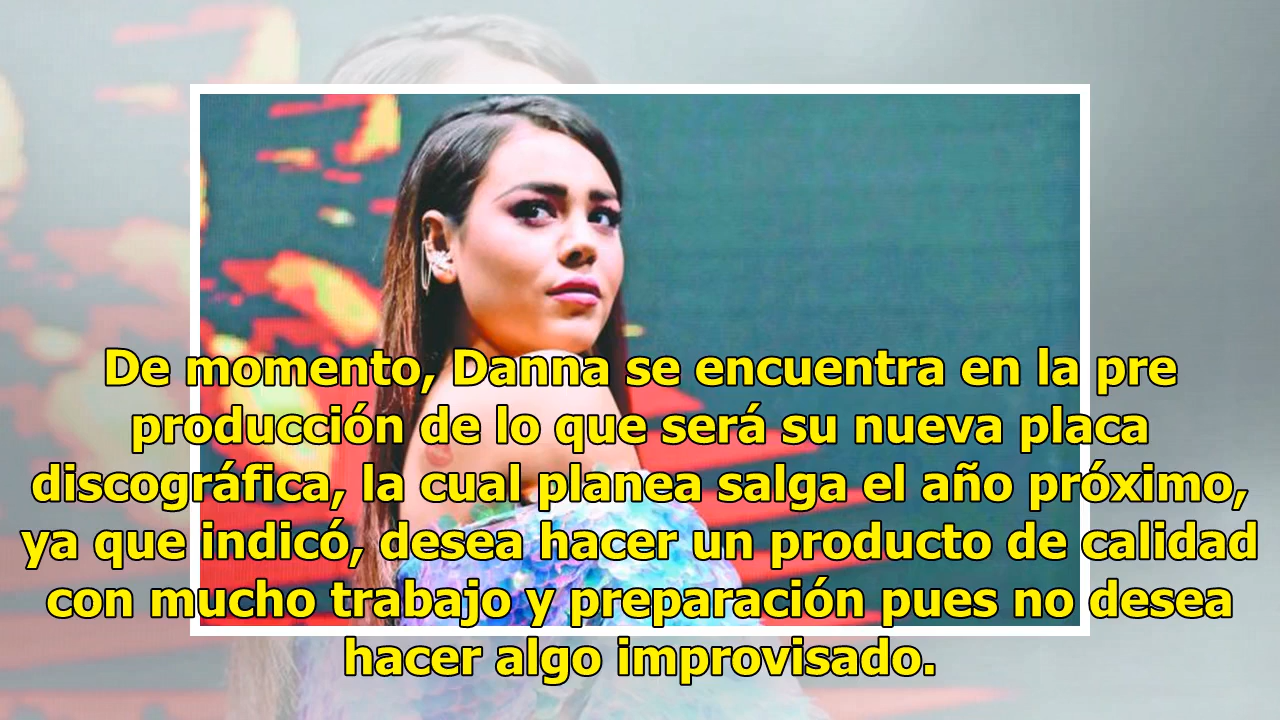 De momento, Danna se encuentra en la pre
producción de lo que será su nueva placa
discográfica, la cual planea salga el año próximo,
ya que indicó, desea hacer un producto de calidad
con mucho trabajo y preparación pues no desea
hacer algo improvisado.